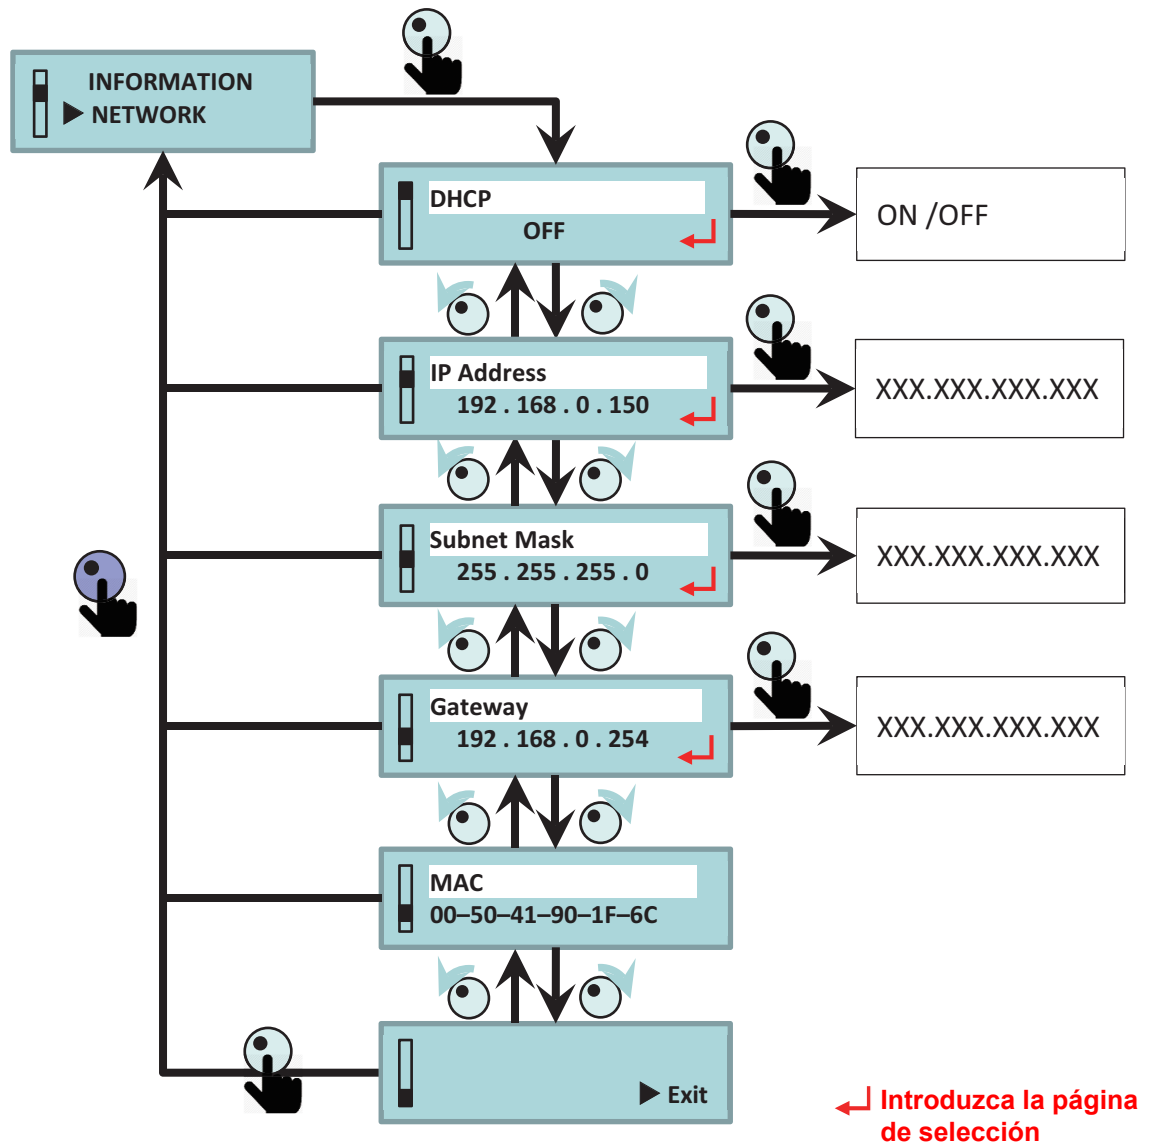 INFORMATION
▶ NETWORK
DHCP
OFF
ON /OFF
IP Address
192 . 168 . 0 . 150
XXX.XXX.XXX.XXX
Subnet Mask
255 . 255 . 255 . 0
XXX.XXX.XXX.XXX
Gateway
192 . 168 . 0 . 254
XXX.XXX.XXX.XXX
MAC
00–50–41–90–1F–6C
▶ Exit
Introduzca la página
de selección